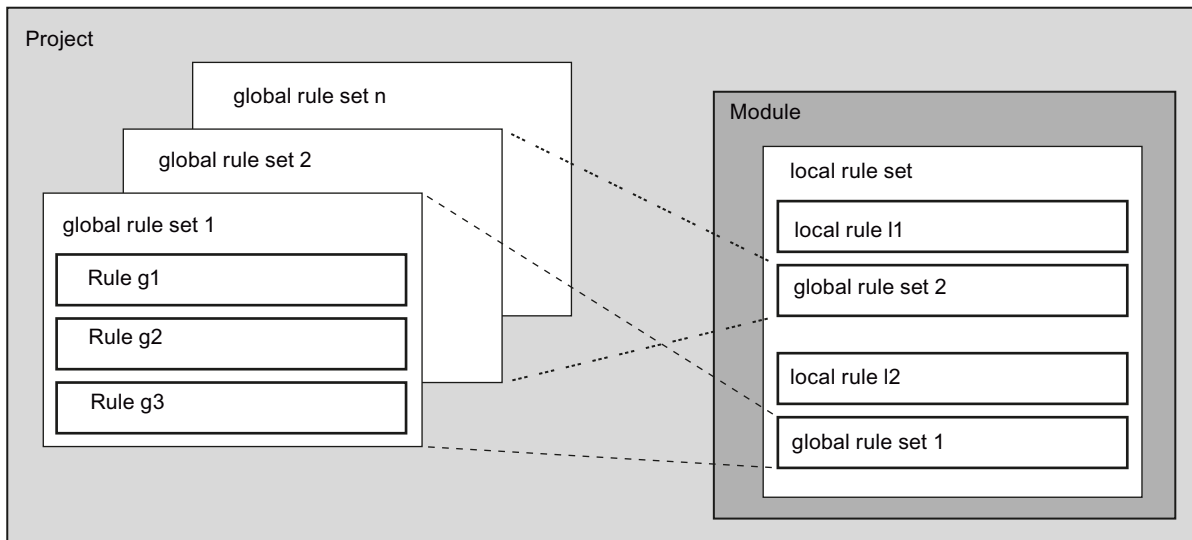 Project
global rule set n
global rule set 2
global rule set 1
Rule g1
Rule g2
Rule g3
Module
local rule set
local rule l1
global rule set 2
local rule l2
global rule set 1